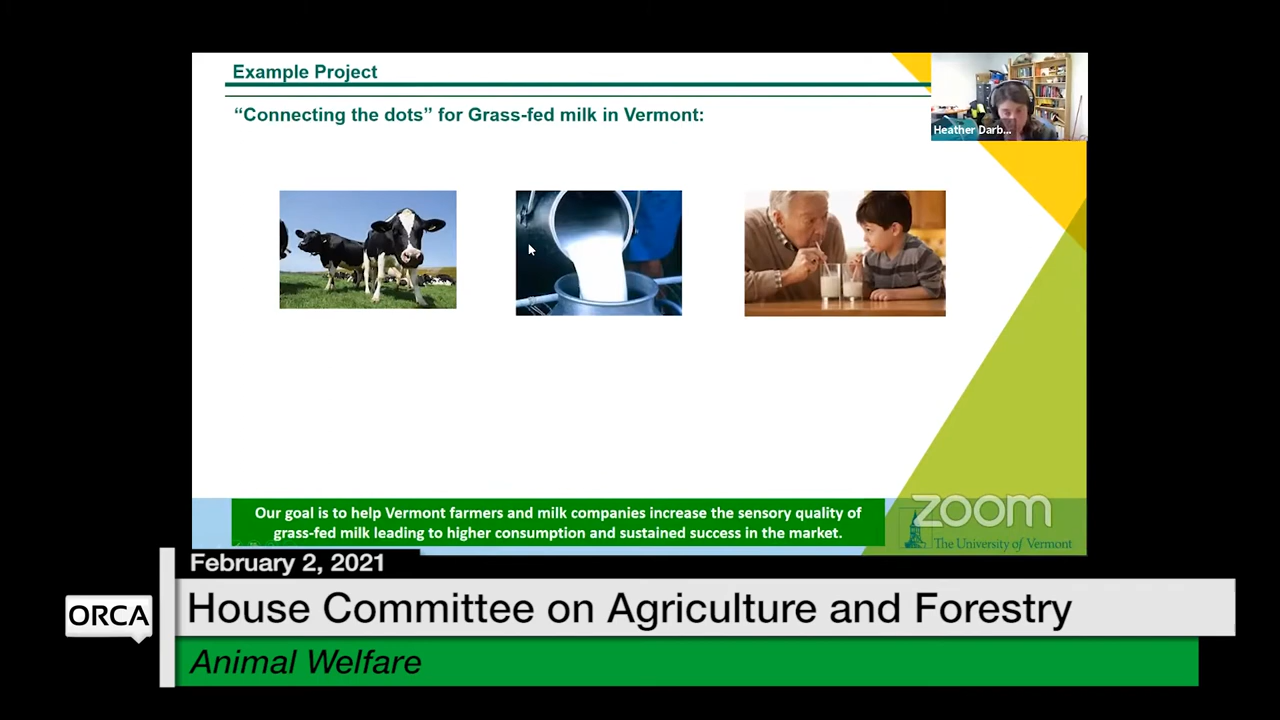 Example Project
“Connecting the dots” for Grass-fed milk in Vermont:
Heather Darb...
Our goal is to help Vermont farmers and milk companies increase the sensory quality of
grass-fed milk leading to higher consumption and sustained success in the market.
zoom
The University of Vermont
February 2, 2021
ORCA
House Committee on Agriculture and Forestry
Animal Welfare